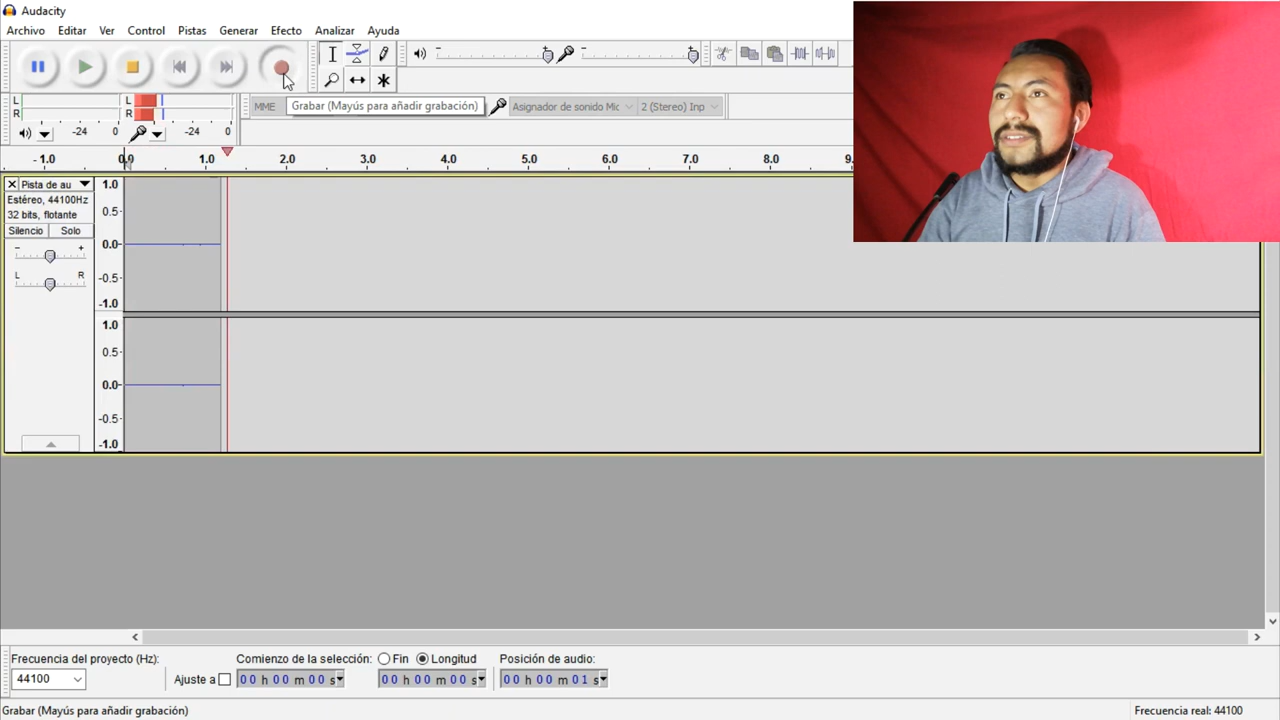 Audacity
Archivo Editar Ver Control Pistas Generar Efecto Analizar Ayuda
L L
R R
-24 0 -24 0
MME
Grabar (Mayús para añadir grabación)
Asignador de sonido Mic
2 (Stereo) Inp
-1.0 0.0 1.0 2.0 3.0 4.0 5.0 6.0 7.0 8.0 9.
Pista de au
Estéreo, 44100Hz
32 bits, flotante
Silencio Solo
- +
L R
1.0
0.5
0.0
-0.5
-1.0
1.0
0.5
0.0
-0.5
-1.0
Frecuencia del proyecto (Hz): Comienzo de la selección: Fin Longitud Posición de audio:
44100 Ajuste a 00 h 00 m 00 s 00 h 00 m 00 s 00 h 00 m 01 s
Grabar (Mayús para añadir grabación) Frecuencia real: 44100